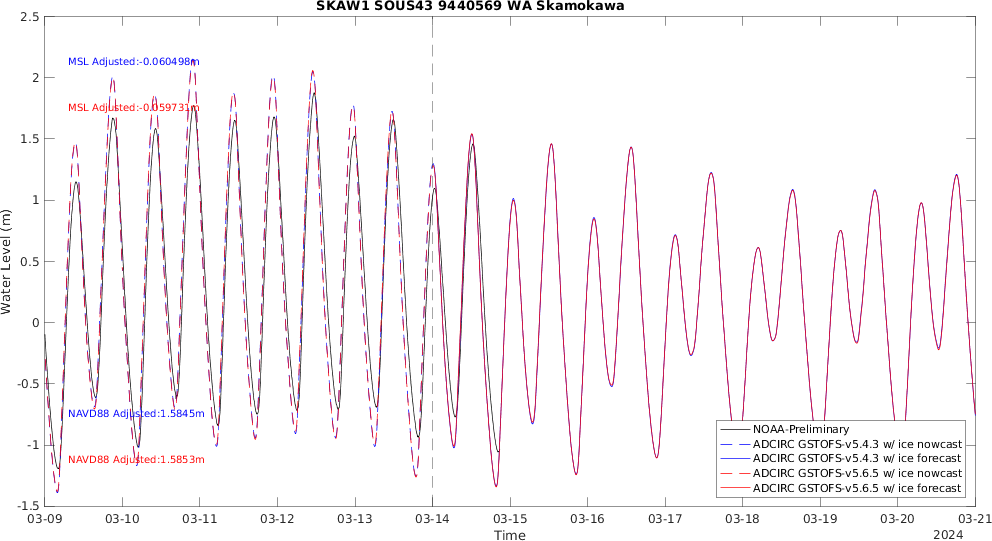 SKAW1 SOUS43 9440569 WA Skamokawa
2.5
2
1.5
1
0.5
0
-0.5
-1
-1.5
Water Level (m)
MSL Adjusted:-0.060498m
MSL Adjusted:-0.059731m
NAVD88 Adjusted:1.5845m
NAVD88 Adjusted:1.5853m
NOAA-Preliminary
ADCIRC GSTOFS-v5.4.3 w/ ice nowcast
ADCIRC GSTOFS-v5.4.3 w/ ice forecast
ADCIRC GSTOFS-v5.6.5 w/ ice nowcast
ADCIRC GSTOFS-v5.6.5 w/ ice forecast
03-09 03-10 03-11 03-12 03-13 03-14 03-15 03-16 03-17 03-18 03-19 03-20 03-21
Time
2024